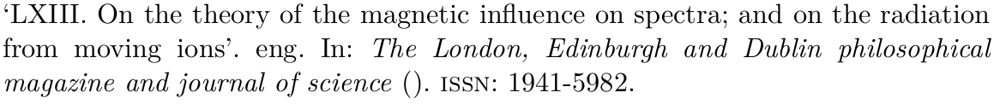 ‘LXIII. On the theory of the magnetic influence on spectra; and on the radiation
from moving ions’. eng. In: The London, Edinburgh and Dublin philosophical
magazine and journal of science (). ISSN: 1941-5982.